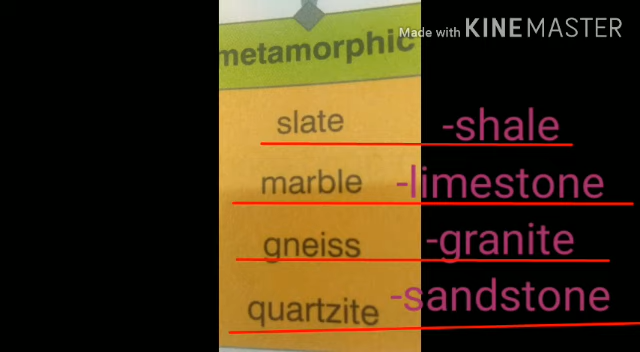 Made with KINEMASTER
metamorphic
slate -shale
marble -limestone
gneiss -granite
quartzite -sandstone